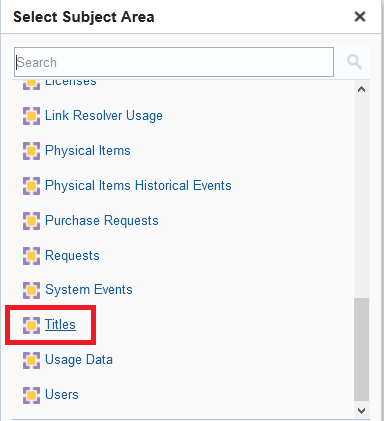 Select Subject Area
Search
Licenses
Link Resolver Usage
Physical Items
Physical Items Historical Events
Purchase Requests
Requests
System Events
Titles
Usage Data
Users